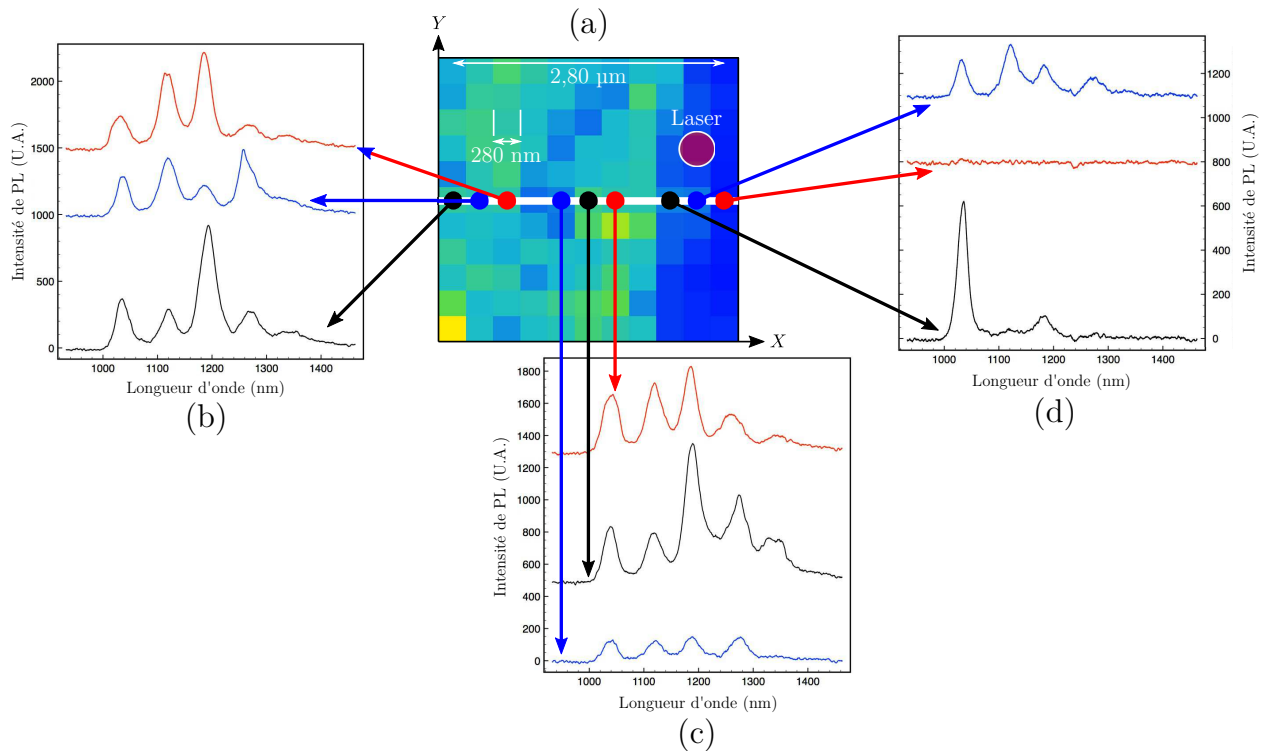 (a)
Y
2,80 µm
280 nm
Laser
X
Intensité de PL (U.A.)
2000
1500
1000
500
0
1000 1100 1200 1300 1400
Longueur d'onde (nm)
(b)
Intensité de PL (U.A.)
1800
1600
1400
1200
1000
800
600
400
200
0
1000 1100 1200 1300 1400
Longueur d'onde (nm)
(c)
1200
1000
800
600
400
200
0
Intensité de PL (U.A.)
1000 1100 1200 1300 1400
Longueur d'onde (nm)
(d)